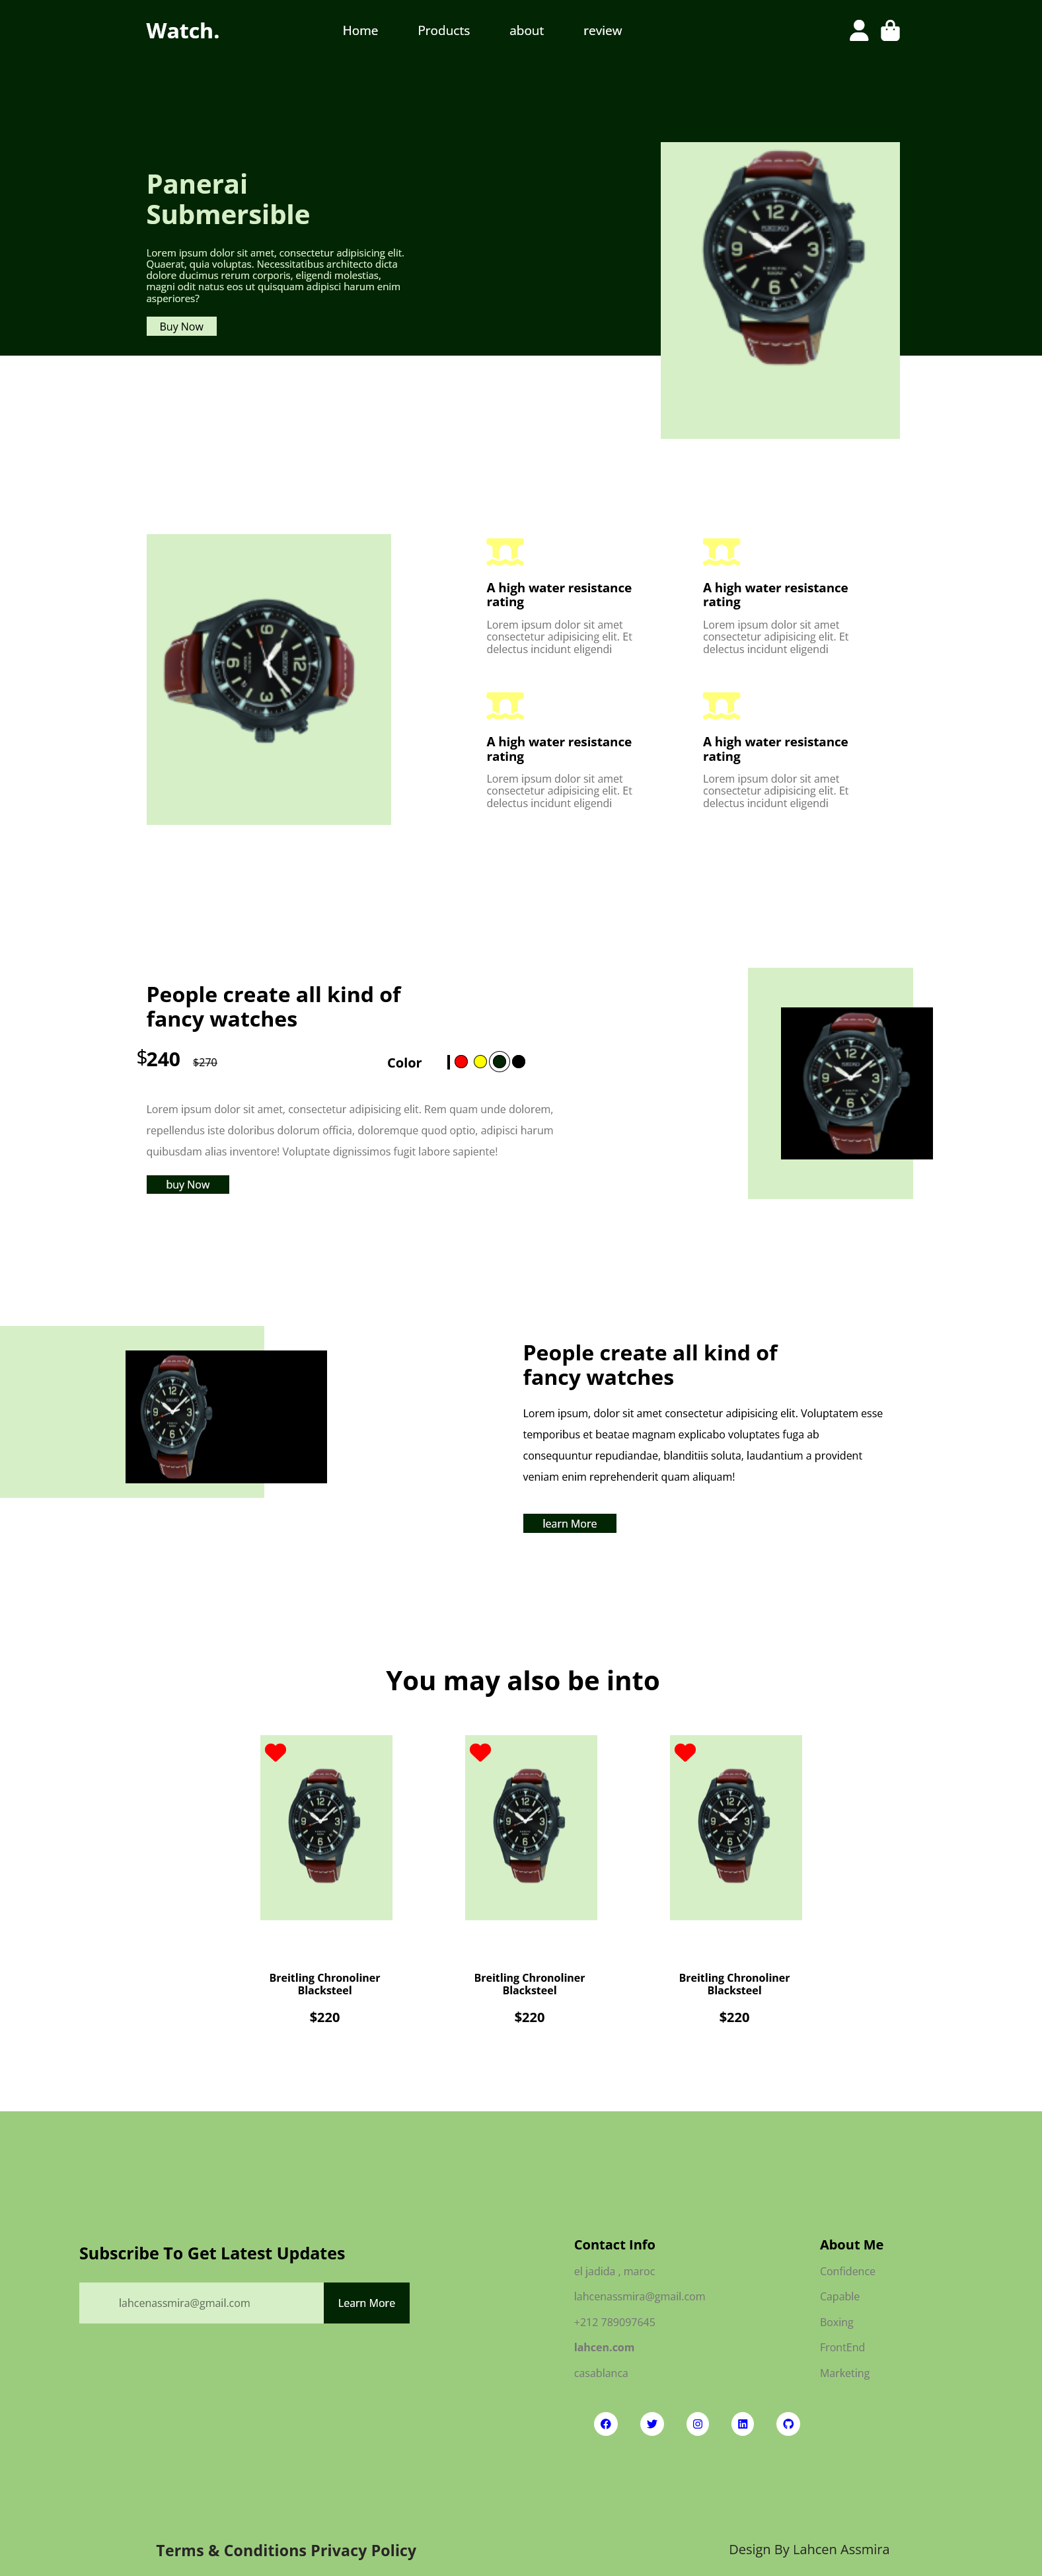 Watch.
Home Products about review
Panerai
Submersible
Lorem ipsum dolor sit amet, consectetur adipisicing elit.
Quaerat, quia voluptas. Necessitatibus architecto dicta
dolore ducimus rerum corporis, eligendi molestias,
magni odit natus eos ut quisquam adipisci harum enim
asperiores?
Buy Now
12
SEIKO
9
6
A high water resistance
rating
Lorem ipsum dolor sit amet
consectetur adipisicing elit. Et
delectus incidunt eligendi
A high water resistance
rating
Lorem ipsum dolor sit amet
consectetur adipisicing elit. Et
delectus incidunt eligendi
A high water resistance
rating
Lorem ipsum dolor sit amet
consectetur adipisicing elit. Et
delectus incidunt eligendi
A high water resistance
rating
Lorem ipsum dolor sit amet
consectetur adipisicing elit. Et
delectus incidunt eligendi
People create all kind of
fancy watches
$240 $270
Color
Lorem ipsum dolor sit amet, consectetur adipisicing elit. Rem quam unde dolorem,
repellendus iste doloribus dolorum officia, doloremque quod optio, adipisci harum
quibusdam alias inventore! Voluptate dignissimos fugit labore sapiente!
buy Now
People create all kind of
fancy watches
Lorem ipsum, dolor sit amet consectetur adipisicing elit. Voluptatem esse
temporibus et beatae magnam explicabo voluptates fuga ab
consequuntur repudiandae, blanditiis soluta, laudantium a provident
veniam enim reprehenderit quam aliquam!
learn More
You may also be into
Breitling Chronoliner
Blacksteel
$220
Breitling Chronoliner
Blacksteel
$220
Breitling Chronoliner
Blacksteel
$220
Subscribe To Get Latest Updates
lahcenassmira@gmail.com
Learn More
Contact Info
el jadida , maroc
lahcenassmira@gmail.com
+212 789097645
lahcen.com
casablanca
About Me
Confidence
Capable
Boxing
FrontEnd
Marketing
Terms & Conditions Privacy Policy
Design By Lahcen Assmira